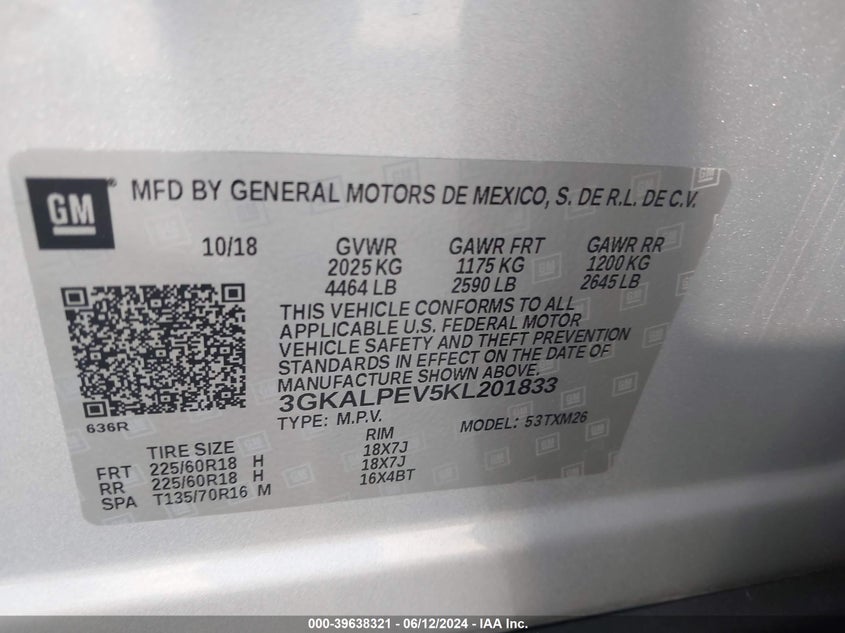 GM ® MFD BY GENERAL MOTORS DE MEXICO, S. DE R.L. DE C.V.
10/18 GVWR GAWR FRT GAWR RR
2025 KG 1175 KG 1200 KG
4464 LB 2590 LB 2645 LB
THIS VEHICLE CONFORMS TO ALL
APPLICABLE U.S. FEDERAL MOTOR
VEHICLE SAFETY AND THEFT PREVENTION
STANDARDS IN EFFECT ON THE DATE OF
MANUFACTURE SHOWN ABOVE.
3GKALPEV5KL201833
636R TYPE: M.P.V. MODEL: 53TXM26
TIRE SIZE RIM
FRT 225/60R18 H 18X7J
RR 225/60R18 H 18X7J
SPA T135/70R16 M 16X4BT
000-39638321 - 06/12/2024 - IAA Inc.